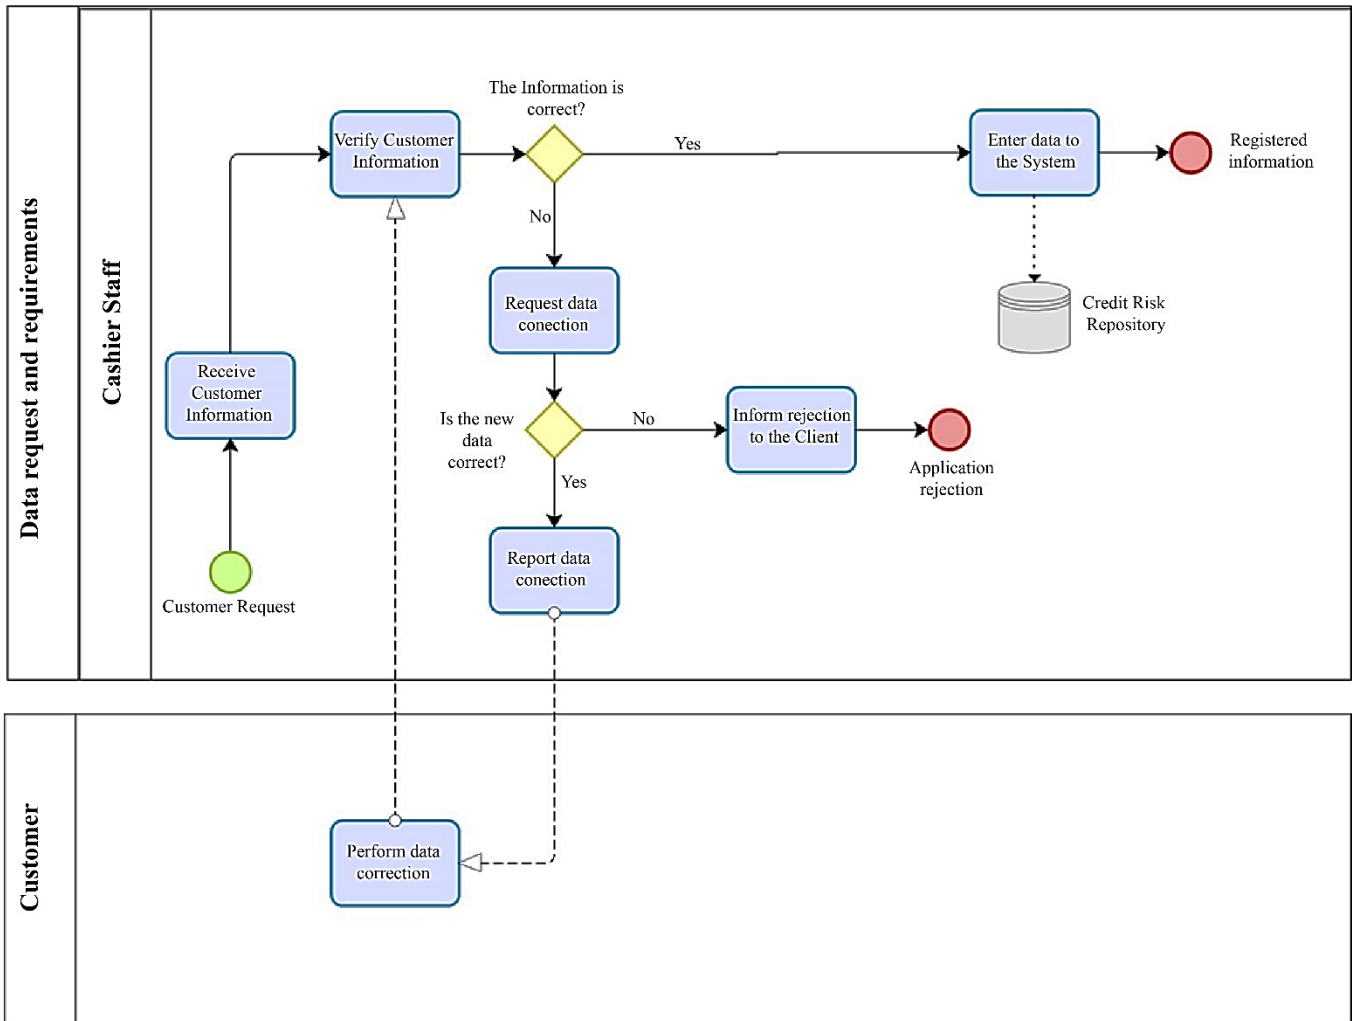 Data request and requirements
Cashier Staff
The Information is
correct?
Verify Customer
Information
Yes
Enter data to
the System
Registered
information
No
Request data
conection
Credit Risk
Repository
Receive
Customer
Information
Is the new
data
correct?
No
Inform rejection
to the Client
Application
rejection
Yes
Report data
conection
Customer Request
Customer
Perform data
correction